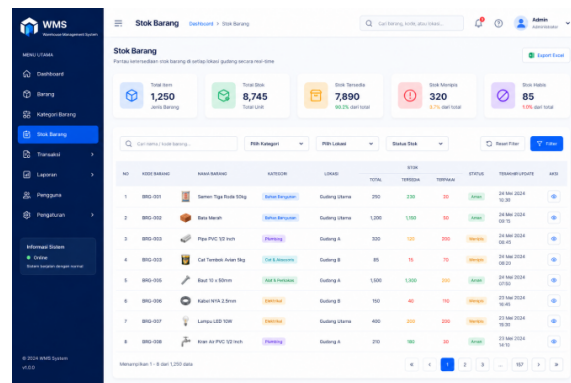 WMS
Warehouse Management System
MENU UTAMA
Dashboard
Barang
Kategori Barang
Stok Barang
Transaksi
Laporan
Pengguna
Pengaturan
Informasi Sistem
Online
Sistem berjalan dengan normal
© 2024 WMS System
v1.0.0
Stok Barang Dashboard > Stok Barang
Cari barang, kode, atau lokasi...
Admin
Administrator
Stok Barang
Pantau ketersediaan stok barang di setiap lokasi gudang secara real-time
Export Excel
Total Item
1,250
Jenis Barang
Total Stok
8,745
Total Unit
Stok Tersedia
7,890
90.2% dari total
Stok Menipis
320
3.7% dari total
Stok Habis
85
1.0% dari total
Cari nama / kode barang...
Pilih Kategori
Pilih Lokasi
Status Stok
Reset Filter
Filter
NO KODE BARANG NAMA BARANG KATEGORI LOKASI STOK STATUS TERAKHIR UPDATE AKSI
TOTAL TERSEDIA TERPAKAI
1 BRG-001 Semen Tiga Roda 50kg Bahan Bangunan Gudang Utama 250 230 20 Aman 24 Mei 2024
10:30
2 BRG-002 Bata Merah Bahan Bangunan Gudang Utama 1,200 1,180 20 Aman 24 Mei 2024
09:15
3 BRG-003 Pipa PVC 1/2 Inch Plumbing Gudang A 320 120 200 Menipis 24 Mei 2024
08:45
Cat Tembok Avian 5kg Cat & Aksesoris Gudang B 85 15 70 Menipis 24 Mei 2024
08:20
5 BRG-005 Baut 10 x 50mm Alat & Perkakas Gudang A 1,500 1,300 200 Aman 24 Mei 2024
07:50
6 BRG-006 Kabel NYA 2.5mm Elektrikal Gudang B 150 40 110 Menipis 23 Mei 2024
16:45
7 BRG-007 Lampu LED 10W Elektrikal Gudang Utama 400 200 200 Menipis 23 Mei 2024
8 BRG-008 Kran Air PVC 1/2 Inch Plumbing Gudang A 210 180 30 Aman 23 Mei 2024
14:10
Menampilkan 1 - 8 dari 1,250 data
« < 1 2 3 ... 157 > »